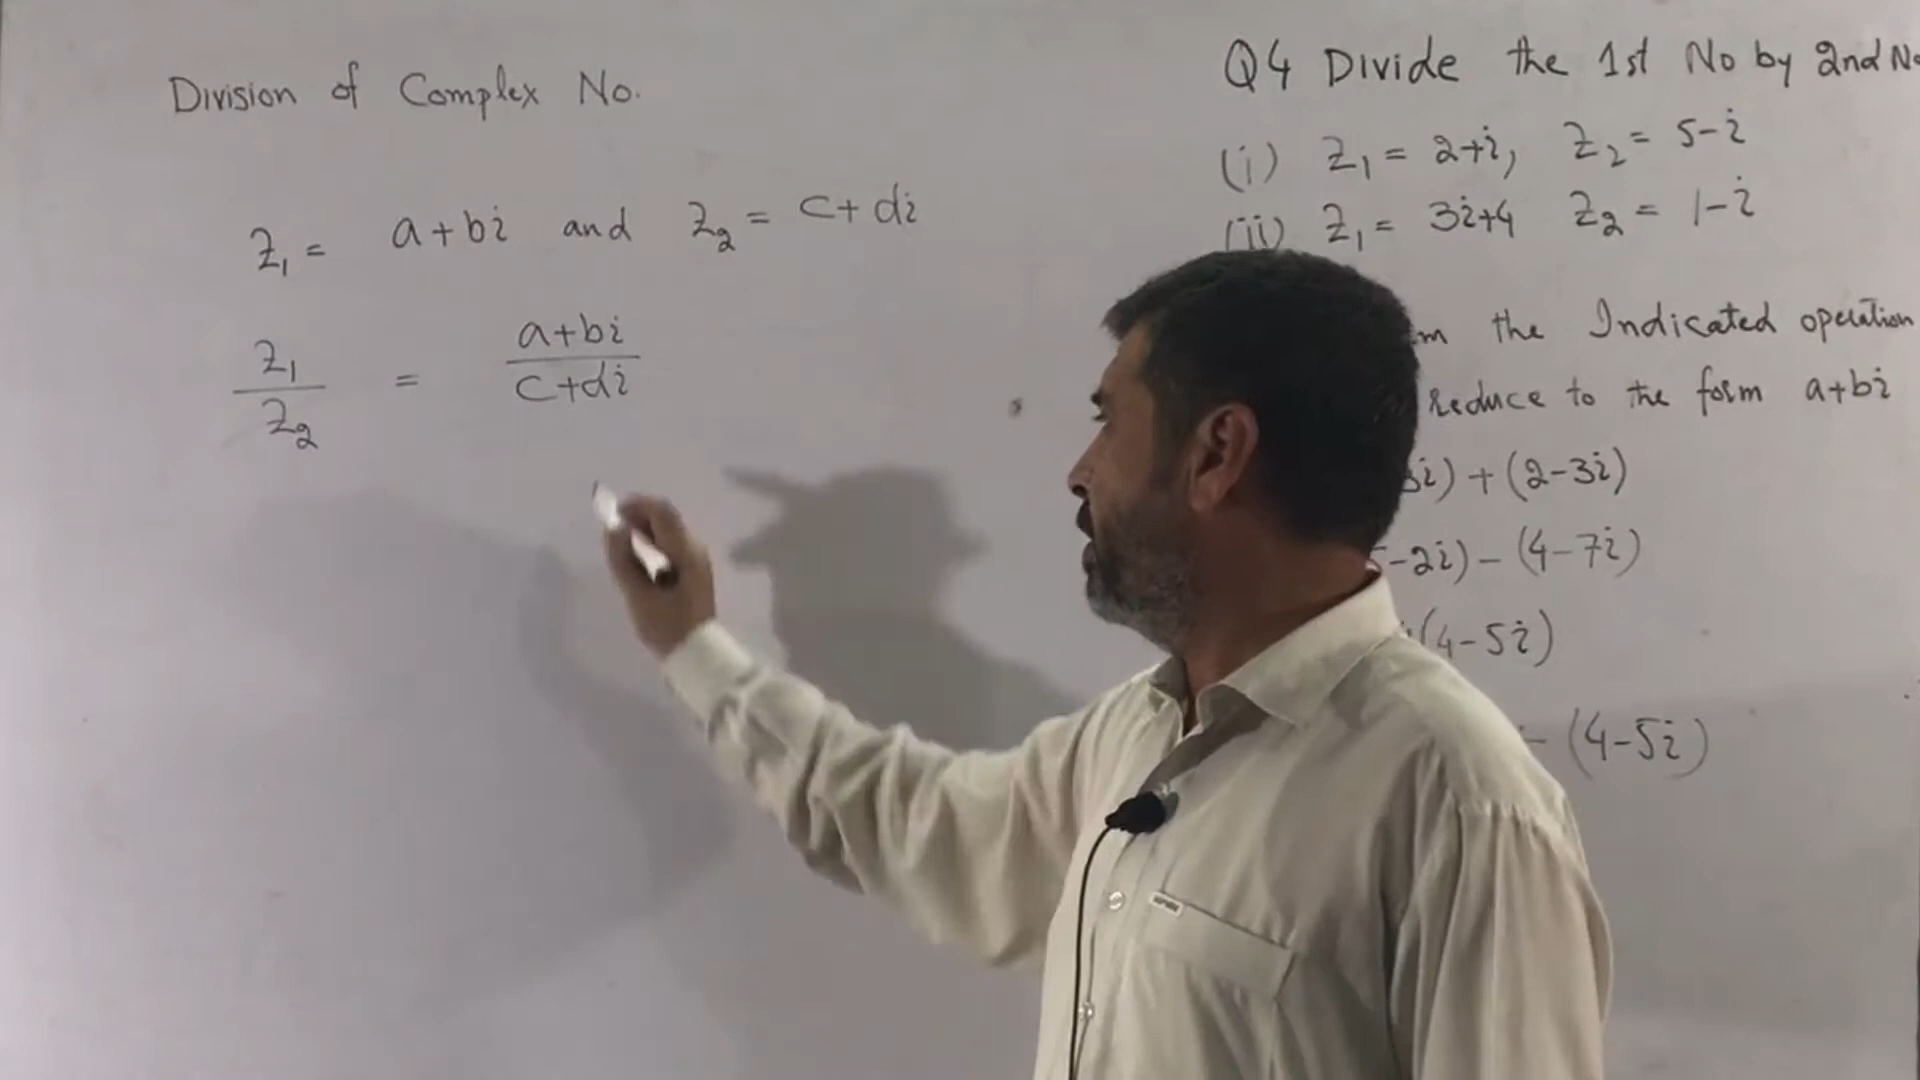 Division of Complex No.
Z₁ = a+bi and Z₂ = c+di
Z₁/Z₂ = a+bi/c+di
Q4 Divide the 1st No by 2nd No
(i) Z₁ = 2+i, Z₂ = 5-i
(ii) Z₁ = 3i+4 Z₂ = 1-i
the Indicated operation
reduce to the form a+bi
i) + (2-3i)
-2i) - (4-7i)
(4-5i)
- (4-5i)